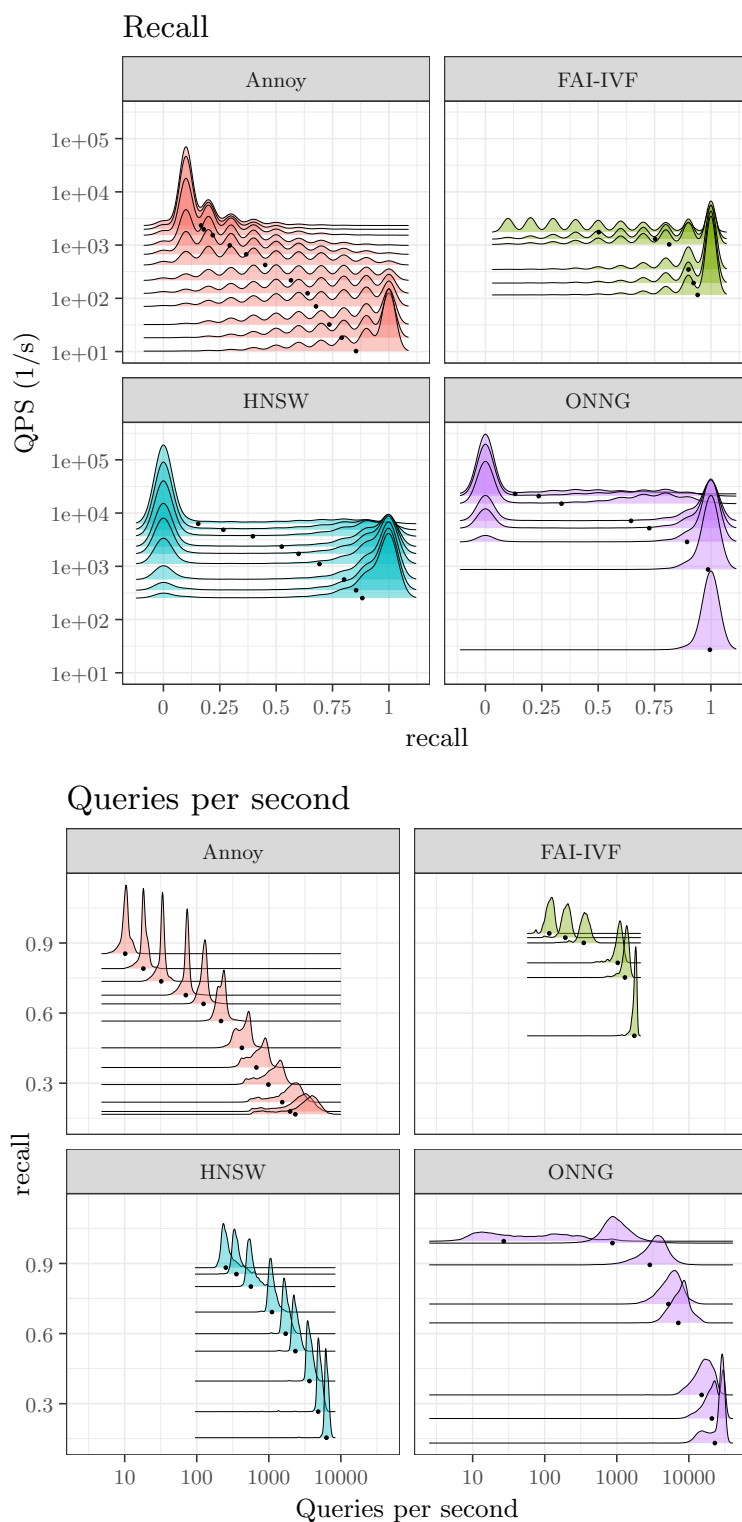 Recall
Annoy
FAI-IVF
1e+05
1e+04
1e+03
1e+02
1e+01
HNSW
ONNG
1e+05
1e+04
1e+03
1e+02
1e+01
QPS (1/s)
0 0.25 0.5 0.75 1
0 0.25 0.5 0.75 1
recall
Queries per second
Annoy
FAI-IVF
0.9
0.6
0.3
HNSW
ONNG
0.9
0.6
0.3
recall
10 100 1000 10000
10 1000 10000
Queries per second